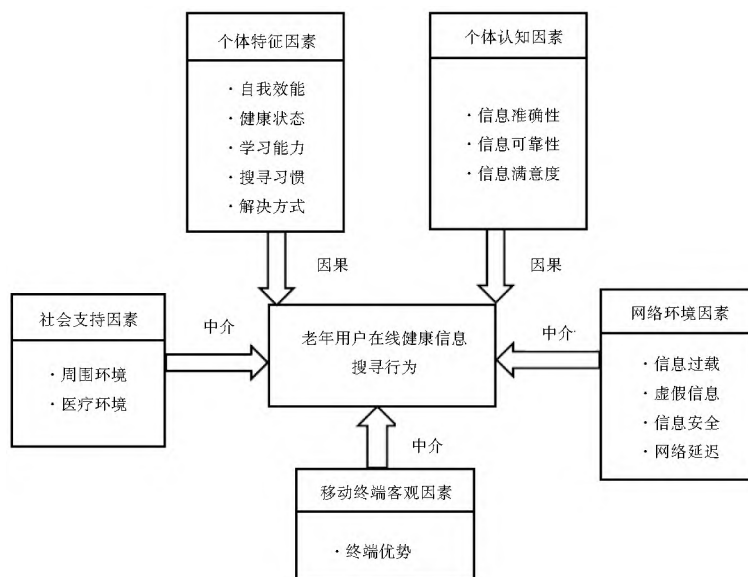 个体特征因素
· 自我效能
· 健康状态
· 学习能力
· 搜寻习惯
· 解决方式
个体认知因素
· 信息准确性
· 信息可靠性
· 信息满意度
因果
因果
社会支持因素
· 周围环境
· 医疗环境
中介
老年用户在线健康信息
搜寻行为
中介
网络环境因素
· 信息过载
· 虚假信息
· 信息安全
· 网络延迟
中介
移动终端客观因素
· 终端优势